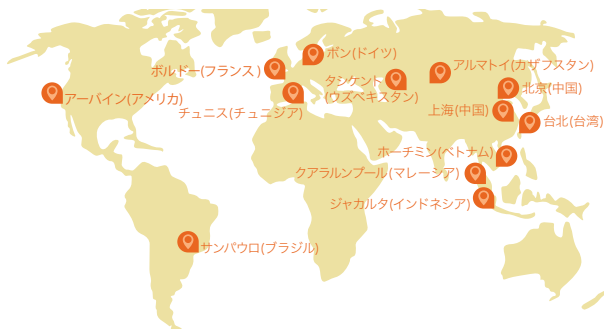 ボン(ドイツ)
ボルドー(フランス)
アルマトイ(カザフスタン)
タシケント
(ウズベキスタン)
北京(中国)
アーバイン(アメリカ)
チュニス(チュニジア)
上海(中国)
台北(台湾)
ホーチミン(ベトナム)
クアラルンプール(マレーシア)
ジャカルタ(インドネシア)
サンパウロ(ブラジル)